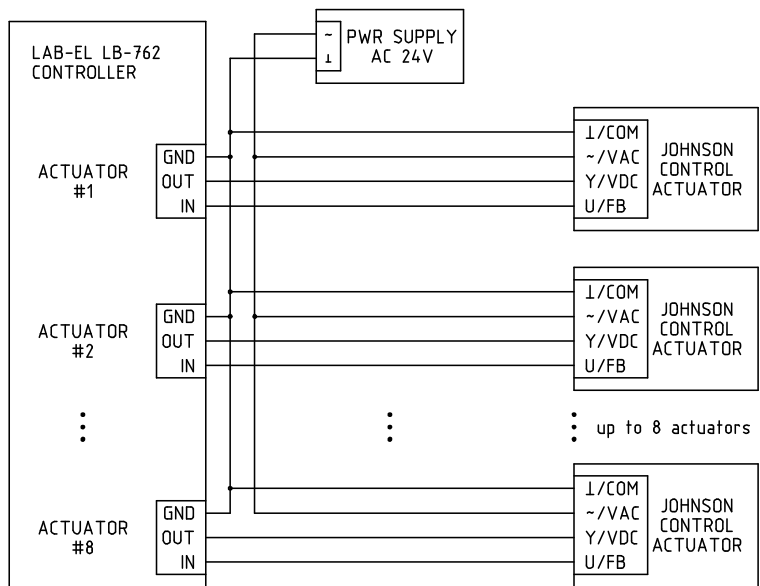 LAB-EL LB-762
CONTROLLER
~
⊥
PWR SUPPLY
AC 24V
ACTUATOR
#1
GND
OUT
IN
⊥/COM
~/VAC
Y/VDC
U/FB
JOHNSON
CONTROL
ACTUATOR
ACTUATOR
#2
GND
OUT
IN
⊥/COM
~/VAC
Y/VDC
U/FB
JOHNSON
CONTROL
ACTUATOR
up to 8 actuators
ACTUATOR
#8
GND
OUT
IN
⊥/COM
~/VAC
Y/VDC
U/FB
JOHNSON
CONTROL
ACTUATOR